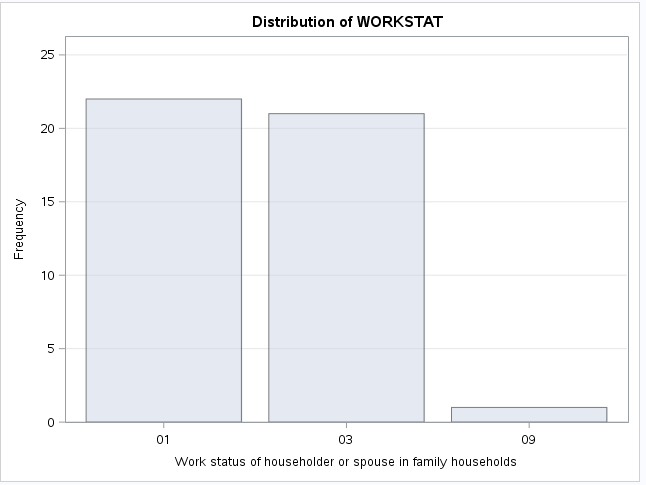 Distribution of WORKSTAT
25
20
15
10
5
0
Frequency
01 03 09
Work status of householder or spouse in family households